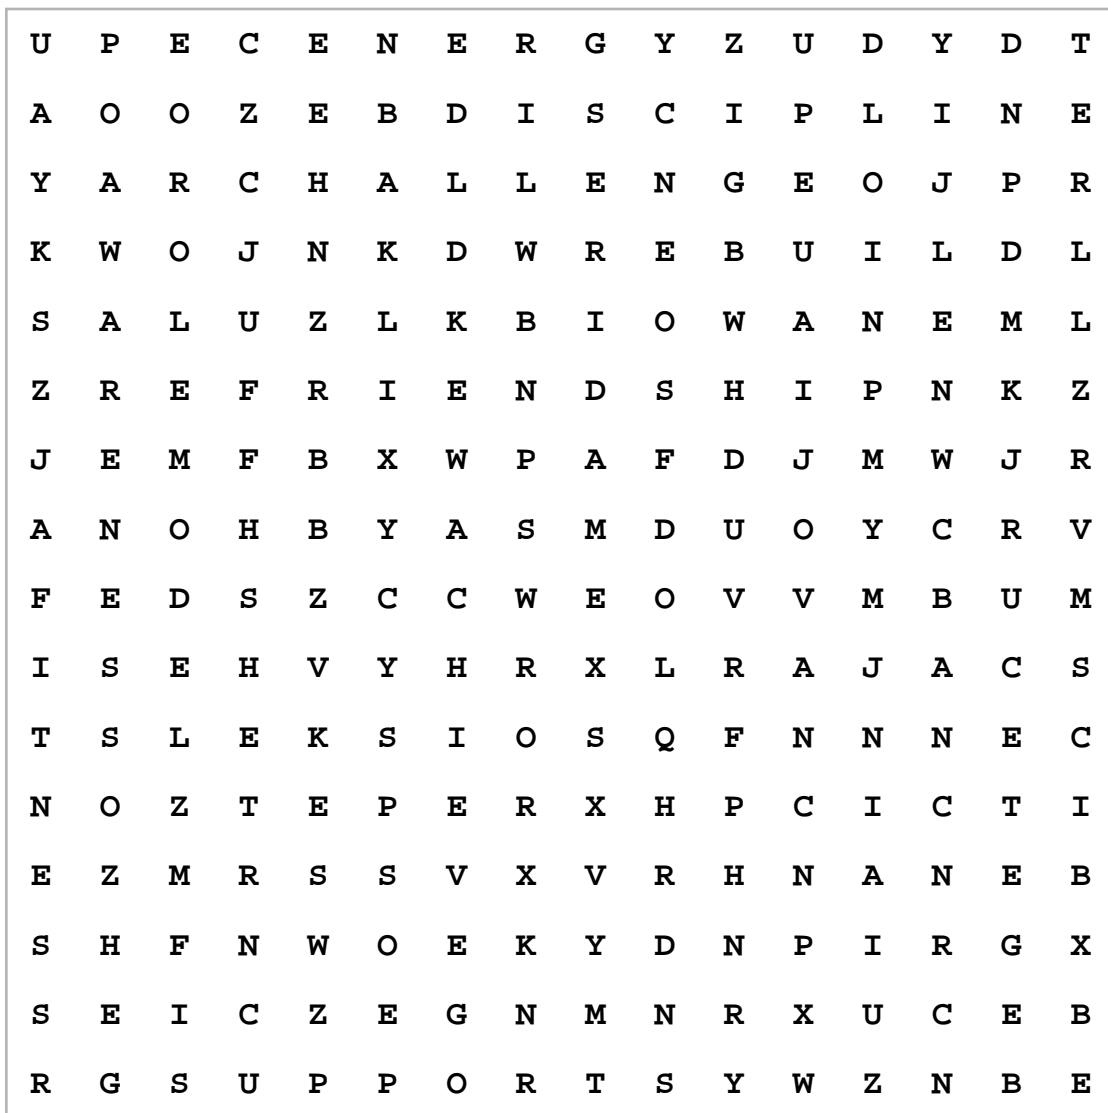 U P E C E N E R G Y Z U D Y D T
A O O Z E B D I S C I P L I N E
Y A R C H A L L E N G E O J P R
K W O J N K D W R E B U I L D L
S A L U Z L K B I O W A N E M L
Z R E F R I E N D S H I P N K Z
J E M F B X W P A F D J M W J R
A N O H B Y A S M D U O Y C R V
F E D S Z C C W E O V V M B U M
I S E H V Y H R X L R A J A C S
T S L E K S I O S Q F N N N E C
N O Z T E P E R X H P C I C T I
E Z M R S S V X V R H N A N E B
S H F N W O E K Y D N P I R G X
S E I C Z E G N M N R X U C E B
R G S U P P O R T S Y W Z N B E